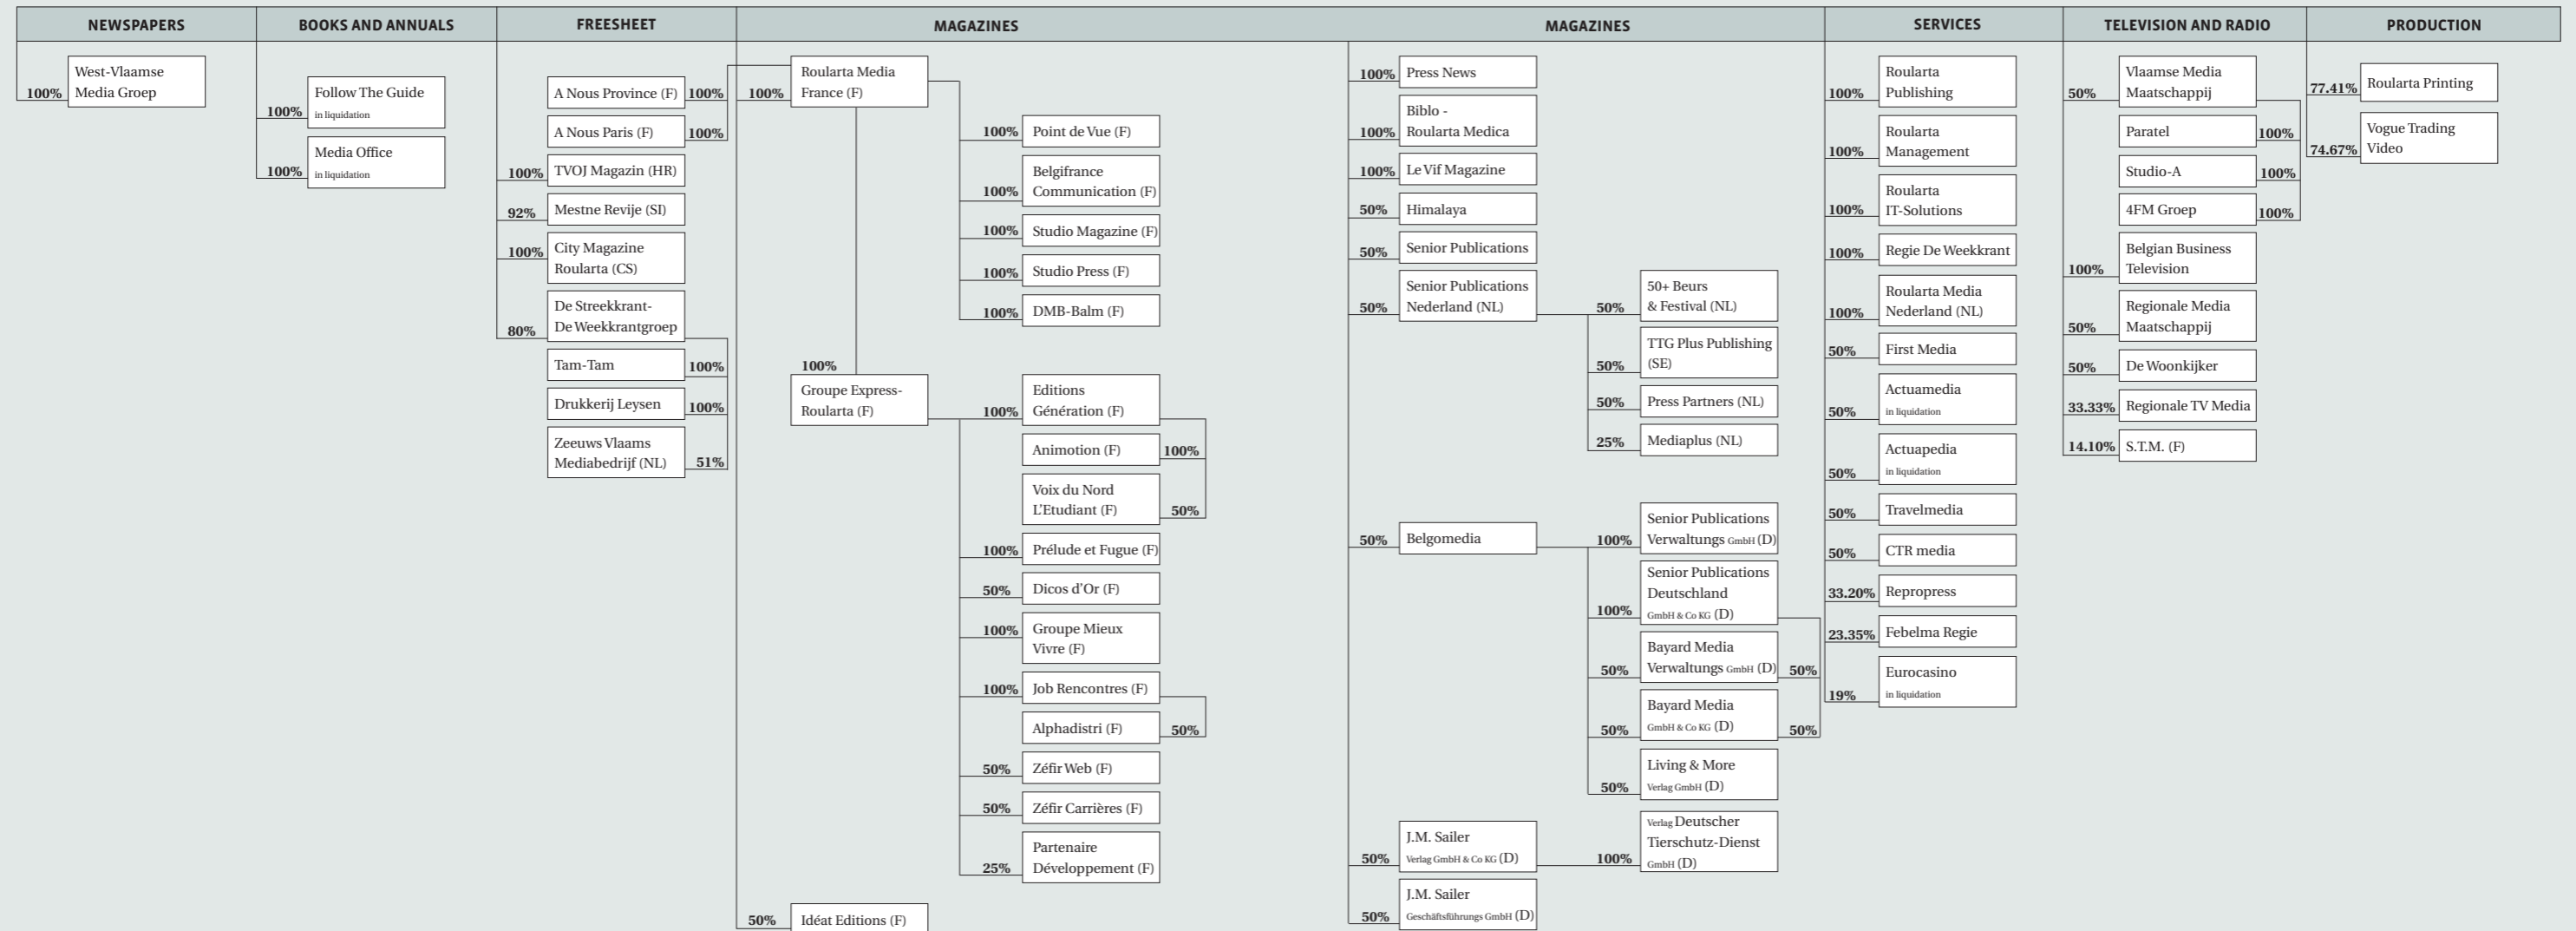 NEWSPAPERS
100%
West-Vlaamse
Media Groep
BOOKS AND ANNUALS
100%
Follow The Guide
in liquidation
100%
Media Office
in liquidation
FREESHEET
A Nous Province (F)
100%
A Nous Paris (F)
100%
100%
TVOJ Magazin (HR)
92%
Mestne Revije (SI)
100%
City Magazine
Roularta (CS)
80%
De Streekkrant-
De Weekkrantgroep
Tam-Tam
100%
Drukkerij Leysen
100%
Zeeuws Vlaams
Mediabedrijf (NL)
51%
MAGAZINES
100%
Roularta Media
France (F)
100%
Point de Vue (F)
100%
Belgifrance
Communication (F)
100%
Studio Magazine (F)
100%
Studio Press (F)
100%
DMB-Balm (F)
100%
Groupe Express-
Roularta (F)
100%
Editions
Génération (F)
Animotion (F)
100%
Voix du Nord
L'Etudiant (F)
50%
100%
Prélude et Fugue (F)
50%
Dicos d'Or (F)
100%
Groupe Mieux
Vivre (F)
100%
Job Rencontres (F)
Alphadistri (F)
50%
50%
Zéfir Web (F)
50%
Zéfir Carrières (F)
25%
Partenaire
Développement (F)
50%
Idéat Editions (F)
MAGAZINES
100%
Press News
100%
Biblo -
Roularta Medica
100%
Le Vif Magazine
50%
Himalaya
50%
Senior Publications
50%
Senior Publications
Nederland (NL)
50%
50+ Beurs
& Festival (NL)
50%
TTG Plus Publishing
(SE)
50%
Press Partners (NL)
25%
Mediaplus (NL)
50%
Belgomedia
100%
Senior Publications
Verwaltungs GmbH (D)
100%
Senior Publications
Deutschland
GmbH & Co KG (D)
50%
Bayard Media
Verwaltungs GmbH (D)
50%
50%
Bayard Media
GmbH & Co KG (D)
50%
50%
Living & More
Verlag GmbH (D)
50%
J.M. Sailer
Verlag GmbH & Co KG (D)
100%
Verlag Deutscher
Tierschutz-Dienst
GmbH (D)
50%
J.M. Sailer
Geschäftsführungs GmbH (D)
SERVICES
100%
Roularta
Publishing
100%
Roularta
Management
100%
Roularta
IT-Solutions
100%
Regie De Weekkrant
100%
Roularta Media
Nederland (NL)
50%
First Media
50%
Actuamedia
in liquidation
50%
Actuapedia
in liquidation
50%
Travelmedia
50%
CTR media
33.20%
Repropress
23.35%
Febelma Regie
19%
Eurocasino
in liquidation
TELEVISION AND RADIO
50%
Vlaamse Media
Maatschappij
Paratel
100%
Studio-A
100%
4FM Groep
100%
100%
Belgian Business
Television
50%
Regionale Media
Maatschappij
50%
De Woonkijker
33.33%
Regionale TV Media
14.10%
S.T.M. (F)
PRODUCTION
77.41%
Roularta Printing
74.67%
Vogue Trading
Video